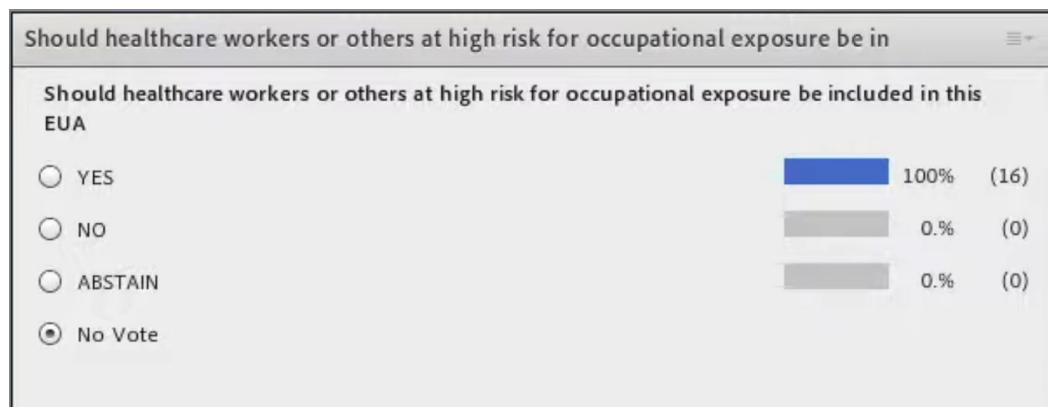 Should healthcare workers or others at high risk for occupational exposure be in
Should healthcare workers or others at high risk for occupational exposure be included in this
EUA
YES 100% (16)
NO 0.% (0)
ABSTAIN 0.% (0)
No Vote